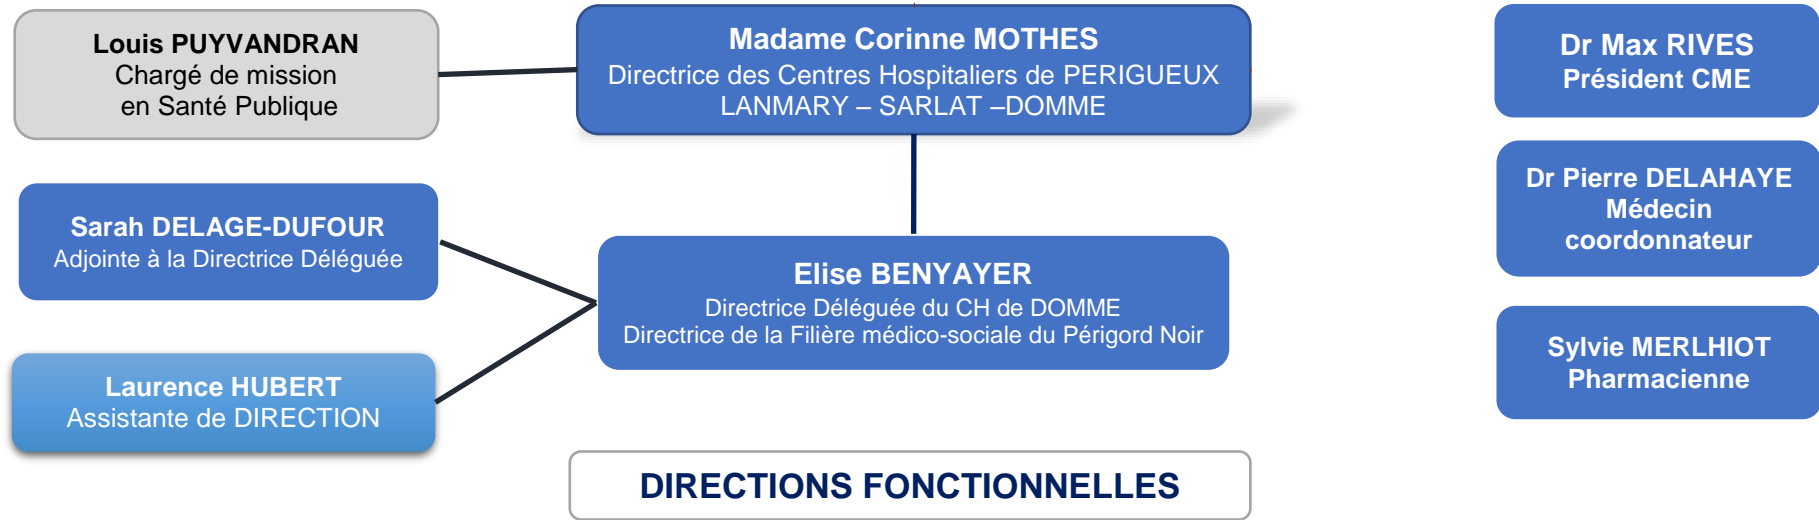 Louis PUYVANDRAN
Chargé de mission
en Santé Publique
Madame Corinne MOTHES
Directrice des Centres Hospitaliers de PERIGUEUX
LANMARY – SARLAT –DOMME
Dr Max RIVES
Président CME
Sarah DELAGE-DUFOUR
Adjointe à la Directrice Déléguée
Elise BENYAYER
Directrice Déléguée du CH de DOMME
Directrice de la Filière médico-sociale du Périgord Noir
Dr Pierre DELAHAYE
Médecin
coordonnateur
Laurence HUBERT
Assistante de DIRECTION
Sylvie MERLHIOT
Pharmacienne
DIRECTIONS FONCTIONNELLES